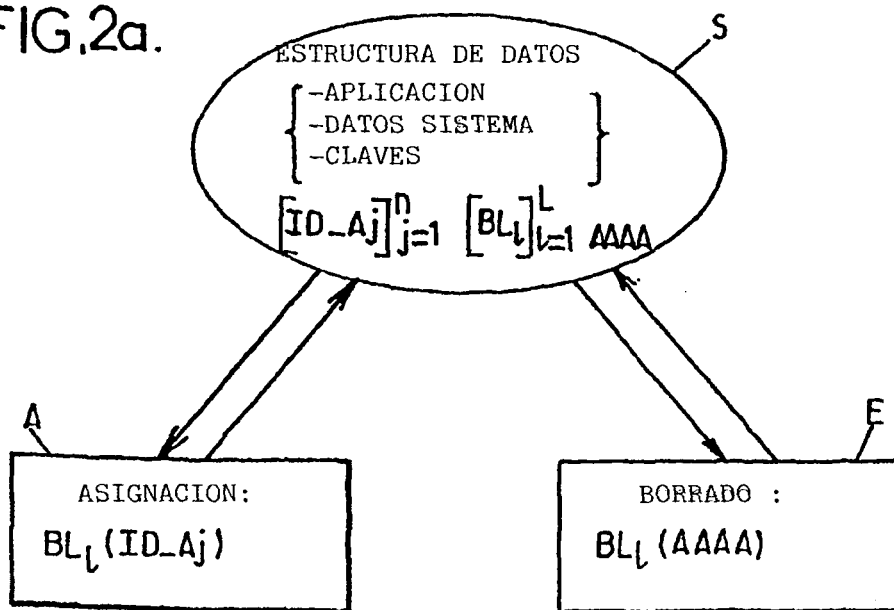 FIG.2a.
S
ESTRUCTURA DE DATOS
{ -APLICACION
-DATOS SISTEMA
-CLAVES }
[ID_Aj]ⁿj=1 [BLl]ᴸl=1 AAAA
A
E
ASIGNACION:
BLl(ID_Aj)
BORRADO :
BLl(AAAA)